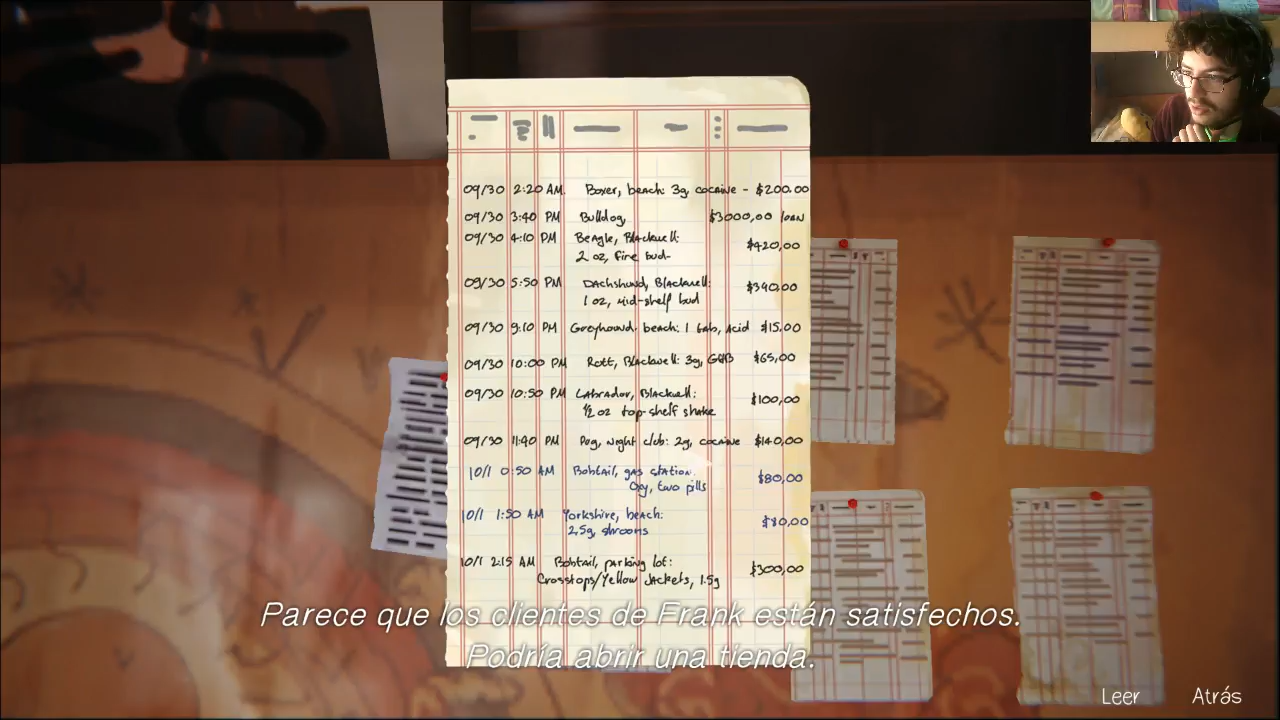 09/30 2:20 AM. Boxer, beach: 3g, cocaine - $200.00
09/30 3:40 PM Bulldog, $3000,00 loan
09/30 4:10 PM Beagle, Blackwell: $420,00
2 oz, fire bud-
09/30 5:50 PM Dachshund, Blackwell: $340.00
1 oz, mid-shelf bud
09/30 9:10 PM Greyhound, beach: 1 tab, Acid $15.00
09/30 10:00 PM Rott, Blackwell: 3g, GHB $65,00
09/30 10:50 PM Labrador, Blackwell: $100,00
½ oz top-shelf shake
09/30 11:40 PM Pug, night club: 2g, cocaine $140,00
10/1 0:50 AM Bobtail, gas station: $80,00
Oxy, two pills
10/1 1:50 AM Yorkshire, beach: $80,00
2,5g, shrooms
10/1 2:15 AM Bobtail, parking lot: $300,00
Crosstops/Yellow Jackets, 1.5g
Parece que los clientes de Frank están satisfechos.
Podría abrir una tienda.
Leer Atrás